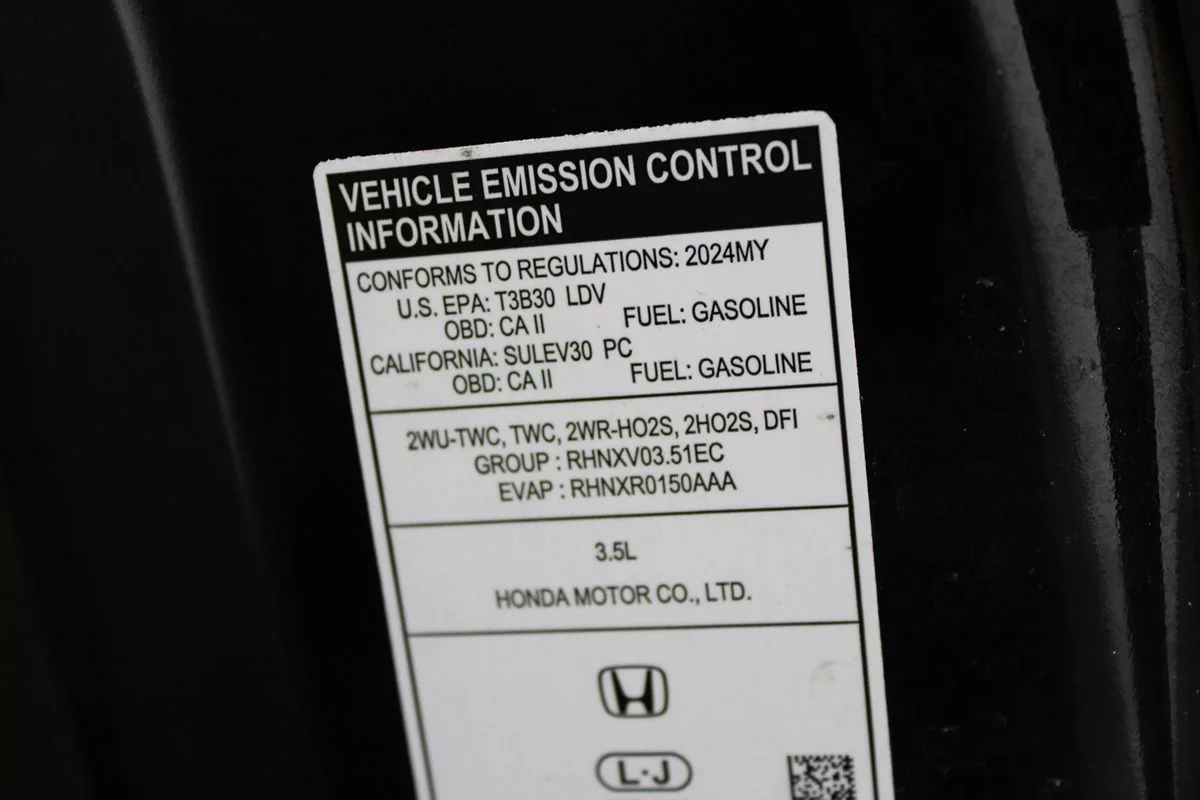 VEHICLE EMISSION CONTROL
INFORMATION
CONFORMS TO REGULATIONS: 2024MY
U.S. EPA: T3B30 LDV
OBD: CA II FUEL: GASOLINE
CALIFORNIA: SULEV30 PC
OBD: CA II FUEL: GASOLINE
2WU-TWC, TWC, 2WR-HO2S, 2HO2S, DFI
GROUP : RHNXV03.51EC
EVAP : RHNXR0150AAA
3.5L
HONDA MOTOR CO., LTD.
L·J